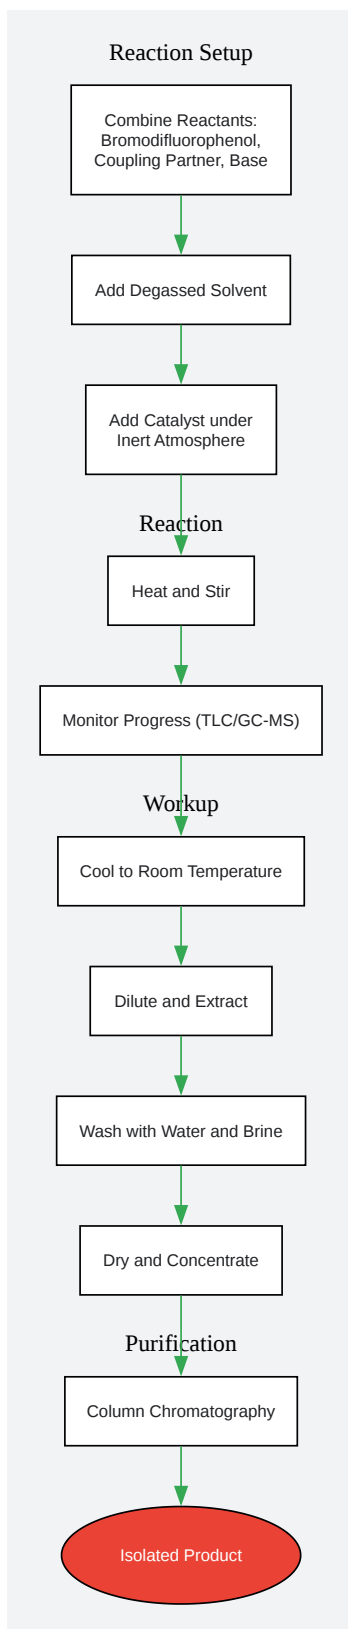 Reaction Setup
Combine Reactants:
Bromodifluorophenol,
Coupling Partner, Base
Add Degassed Solvent
Add Catalyst under
Inert Atmosphere
Reaction
Heat and Stir
Monitor Progress (TLC/GC-MS)
Workup
Cool to Room Temperature
Dilute and Extract
Wash with Water and Brine
Dry and Concentrate
Purification
Column Chromatography
Isolated Product